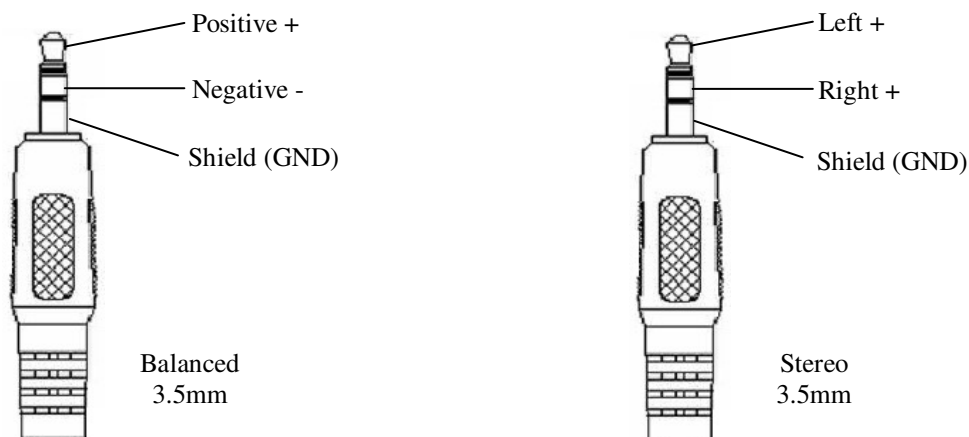 Positive +
Negative -
Shield (GND)
Balanced
3.5mm
Left +
Right +
Shield (GND)
Stereo
3.5mm